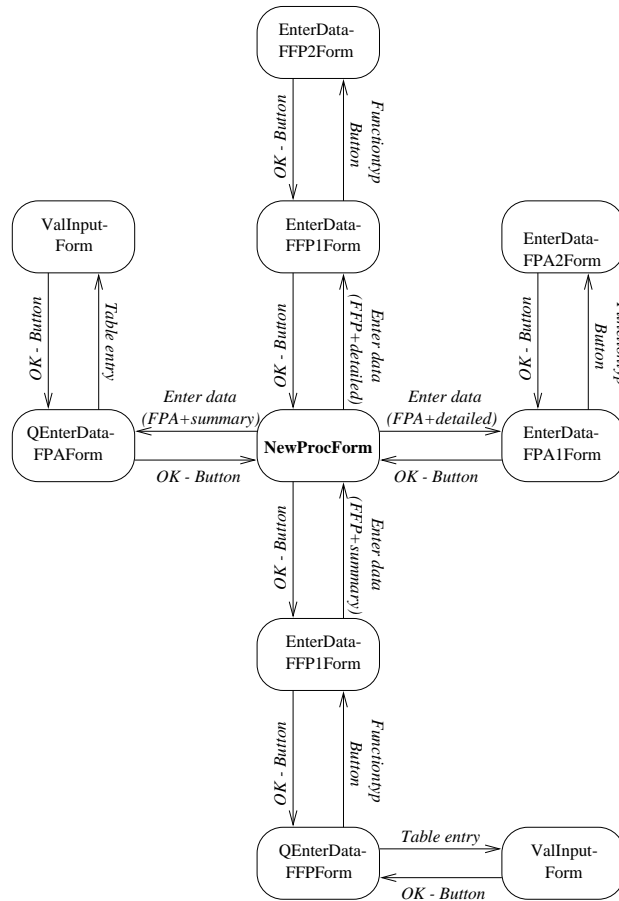 EnterData-
FFP2Form
OK - Button
Functiontyp
Button
ValInput-
Form
EnterData-
FFP1Form
EnterData-
FPA2Form
OK - Button
Table entry
OK - Button
Enter data
(FFP+detailed)
OK - Button
Button
Enter data
(FPA+summary)
Enter data
(FPA+detailed)
QEnterData-
FPAForm
NewProcForm
EnterData-
FPA1Form
OK - Button
OK - Button
OK - Button
Enter data
(FFP+summary)
EnterData-
FFP1Form
OK - Button
Functiontyp
Button
QEnterData-
FFPForm
Table entry
OK - Button
ValInput-
Form